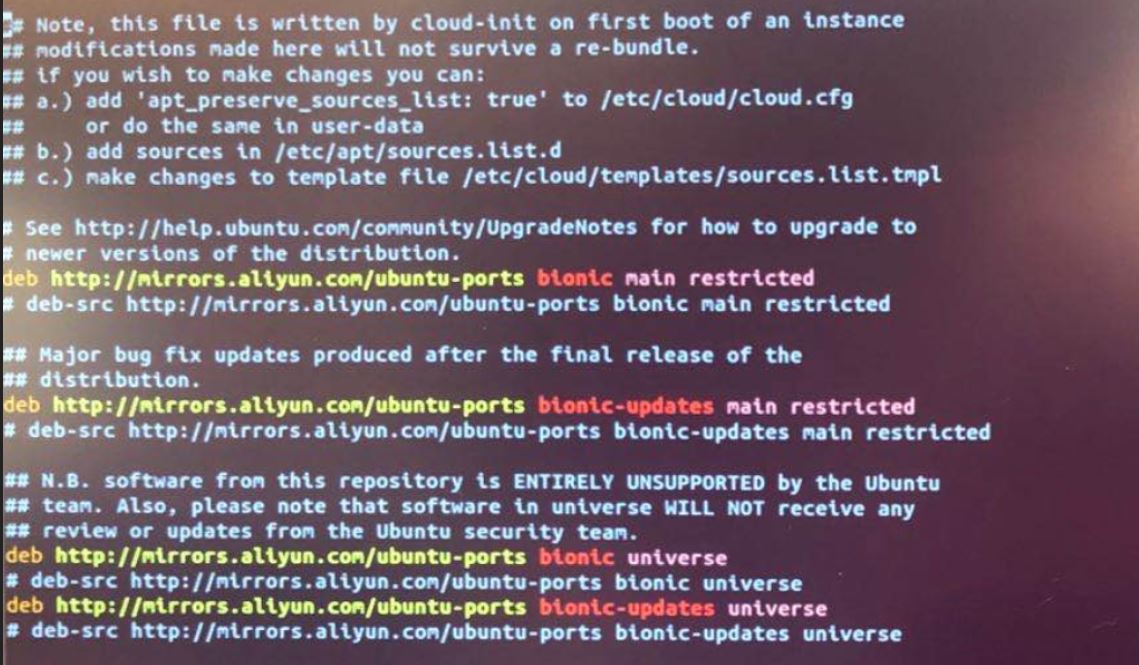 ## Note, this file is written by cloud-init on first boot of an instance
## modifications made here will not survive a re-bundle.
## if you wish to make changes you can:
## a.) add 'apt_preserve_sources_list: true' to /etc/cloud/cloud.cfg
##     or do the same in user-data
## b.) add sources in /etc/apt/sources.list.d
## c.) make changes to template file /etc/cloud/templates/sources.list.tmpl
# See http://help.ubuntu.com/community/UpgradeNotes for how to upgrade to
# newer versions of the distribution.
deb http://mirrors.aliyun.com/ubuntu-ports bionic main restricted
# deb-src http://mirrors.aliyun.com/ubuntu-ports bionic main restricted
## Major bug fix updates produced after the final release of the
## distribution.
deb http://mirrors.aliyun.com/ubuntu-ports bionic-updates main restricted
# deb-src http://mirrors.aliyun.com/ubuntu-ports bionic-updates main restricted
## N.B. software from this repository is ENTIRELY UNSUPPORTED by the Ubuntu
## team. Also, please note that software in universe WILL NOT receive any
## review or updates from the Ubuntu security team.
deb http://mirrors.aliyun.com/ubuntu-ports bionic universe
# deb-src http://mirrors.aliyun.com/ubuntu-ports bionic universe
deb http://mirrors.aliyun.com/ubuntu-ports bionic-updates universe
# deb-src http://mirrors.aliyun.com/ubuntu-ports bionic-updates universe